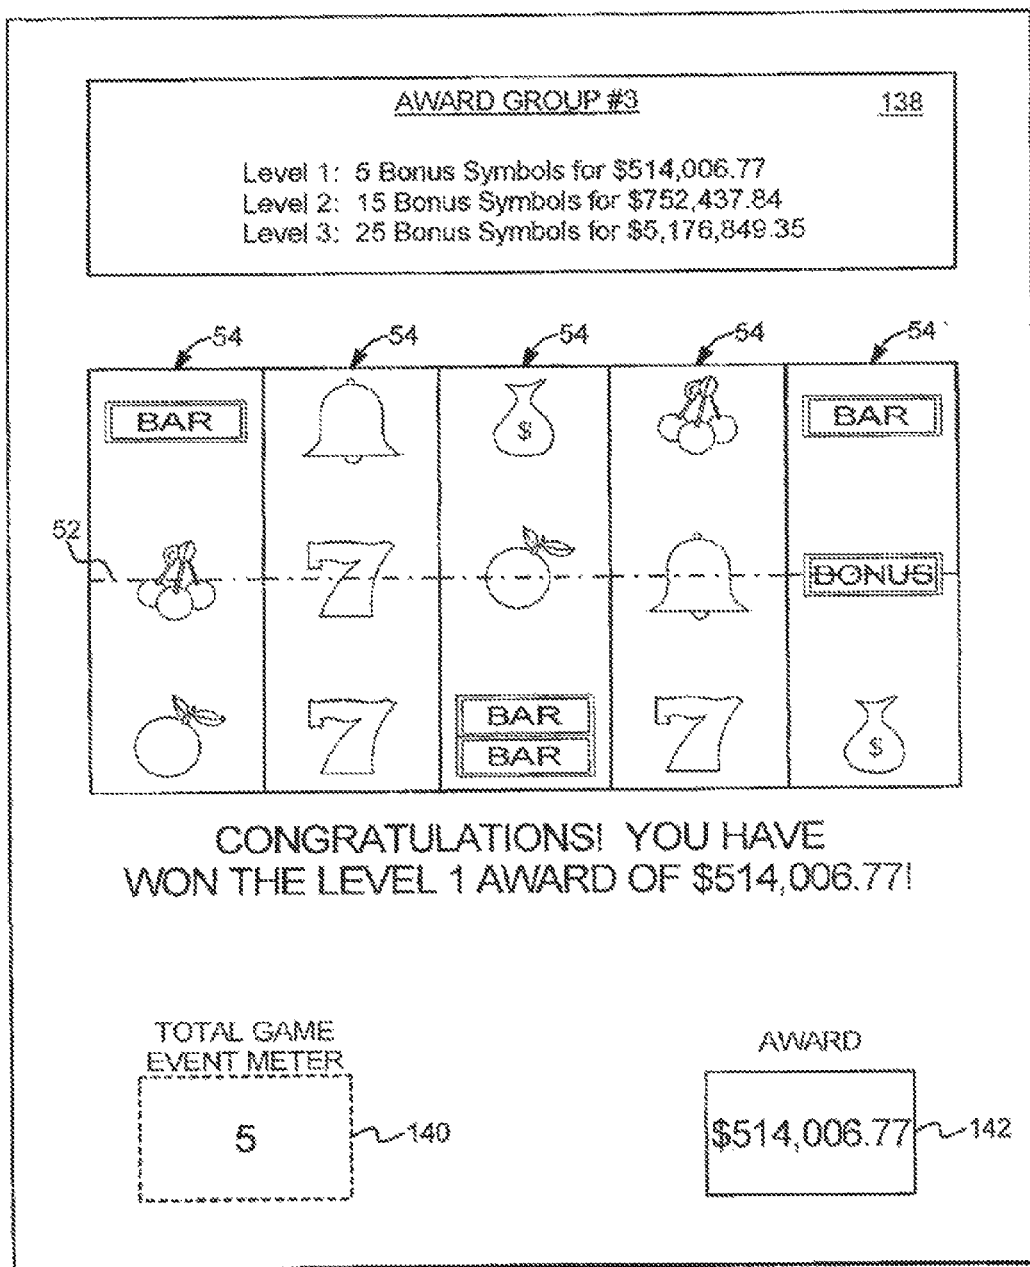 AWARD GROUP #3 138
Level 1: 5 Bonus Symbols for $514,006.77
Level 2: 15 Bonus Symbols for $752,437.84
Level 3: 25 Bonus Symbols for $5,176,849.35
54 54 54 54 54
BAR $ BAR
52
7 BONUS
7 BAR 7 $
BAR
CONGRATULATIONS! YOU HAVE
WON THE LEVEL 1 AWARD OF $514,006.77!
TOTAL GAME
EVENT METER
5
140
AWARD
$514,006.77
142